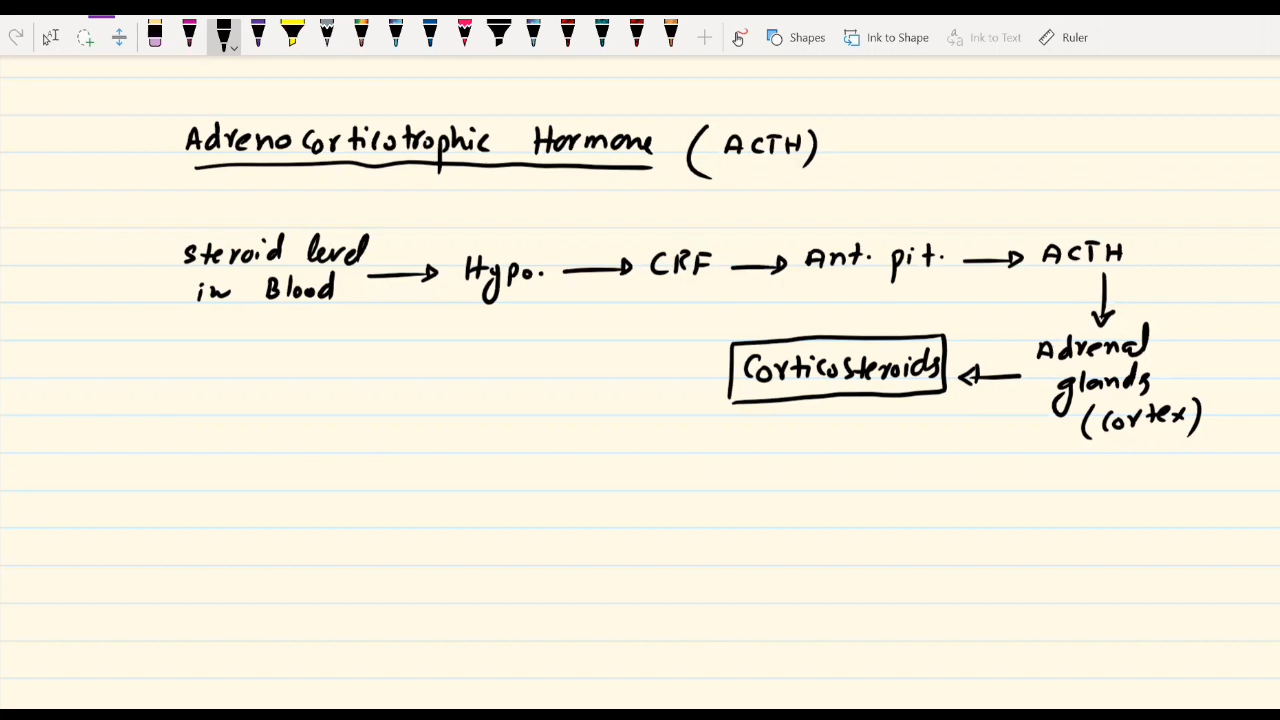 Shapes Ink to Shape Ink to Text Ruler
Adrenocorticotrophic Hormone (ACTH)
Steroid level
in Blood → Hypo. → CRF → Ant. pit. → ACTH
↓
Corticosteroids ← Adrenal
glands
(Cortex)